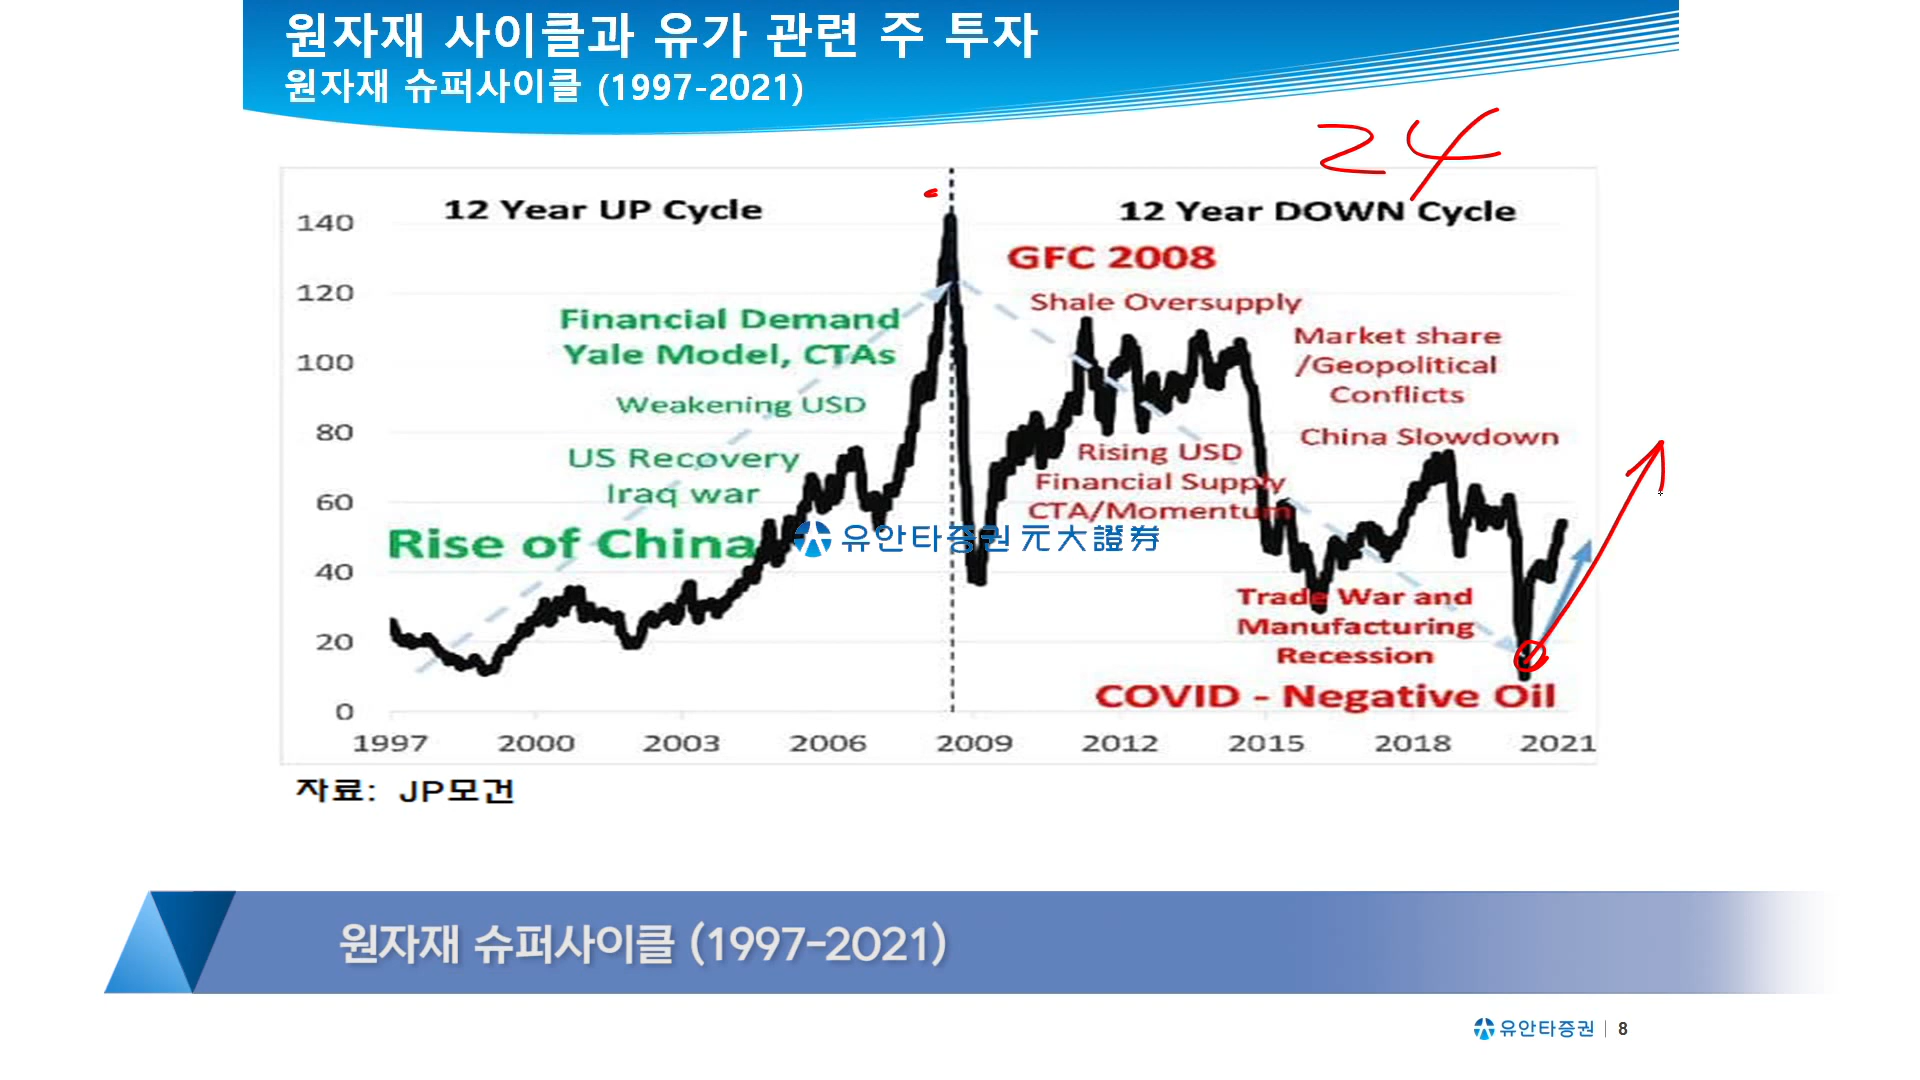 원자재 사이클과 유가 관련 주 투자
원자재 슈퍼사이클 (1997-2021)
24
12 Year UP Cycle
12 Year DOWN Cycle
140
120
100
80
60
40
20
0
GFC 2008
Shale Oversupply
Financial Demand
Yale Model, CTAs
Weakening USD
US Recovery
Iraq war
Rise of China
Market share
/Geopolitical
Conflicts
China Slowdown
Rising USD
Financial Supply
CTA/Momentum
유안타증권 元大證券
Trade War and
Manufacturing
Recession
COVID - Negative Oil
1997 2000 2003 2006 2009 2012 2015 2018 2021
자료: JP모건
원자재 슈퍼사이클 (1997-2021)
유안타증권 | 8